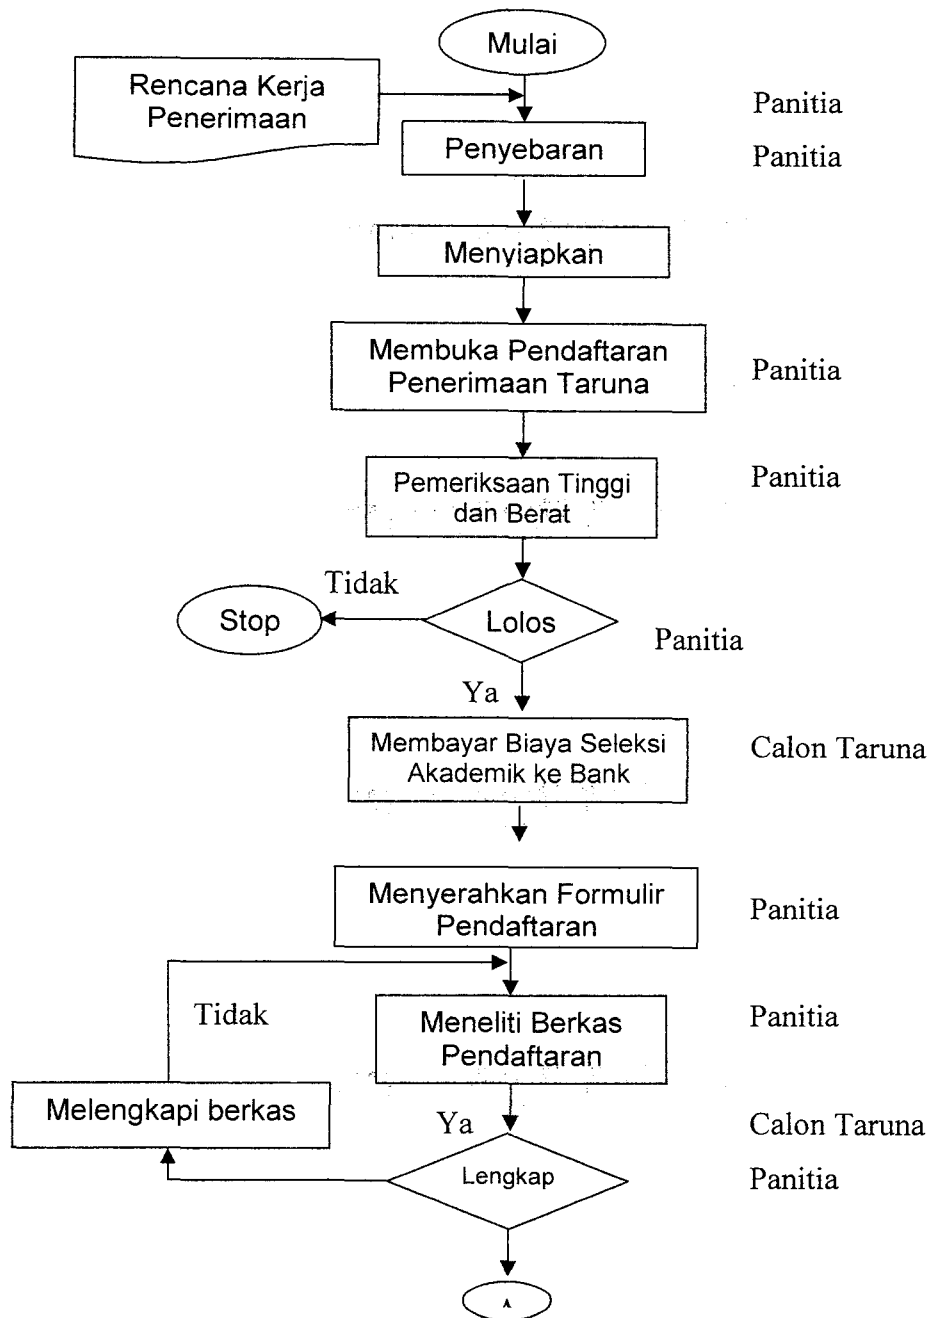 Mulai
Rencana Kerja
Penerimaan
Panitia
Penyebaran
Panitia
Menyiapkan
Membuka Pendaftaran
Penerimaan Taruna
Panitia
Pemeriksaan Tinggi
dan Berat
Panitia
Tidak
Stop
Lolos
Panitia
Ya
Membayar Biaya Seleksi
Akademik ke Bank
Calon Taruna
Menyerahkan Formulir
Pendaftaran
Panitia
Tidak
Meneliti Berkas
Pendaftaran
Panitia
Melengkapi berkas
Ya
Calon Taruna
Lengkap
Panitia
A